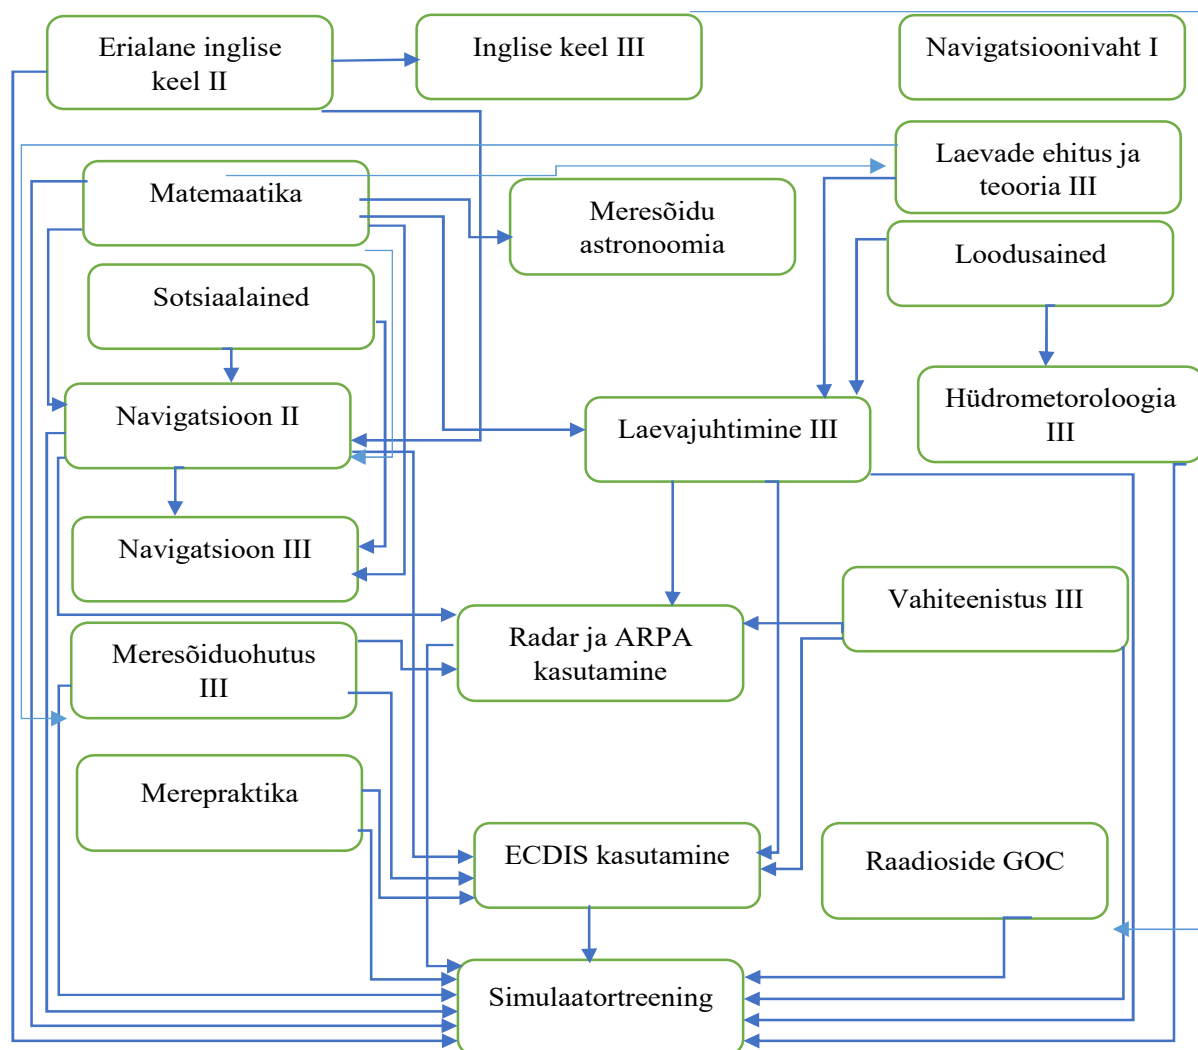 Erialane inglise
keel II
Inglise keel III
Navigatsioonivaht I
Matemaatika
Meresõidu
astronoomia
Laevade ehitus ja
teooria III
Loodusained
Sotsiaalained
Navigatsioon II
Laevajuhtimine III
Hüdrometoroloogia
III
Navigatsioon III
Meresõiduohutus
III
Radar ja ARPA
kasutamine
Vahiteenistus III
Merepraktika
ECDIS kasutamine
Raadioside GOC
Simulaatortreening